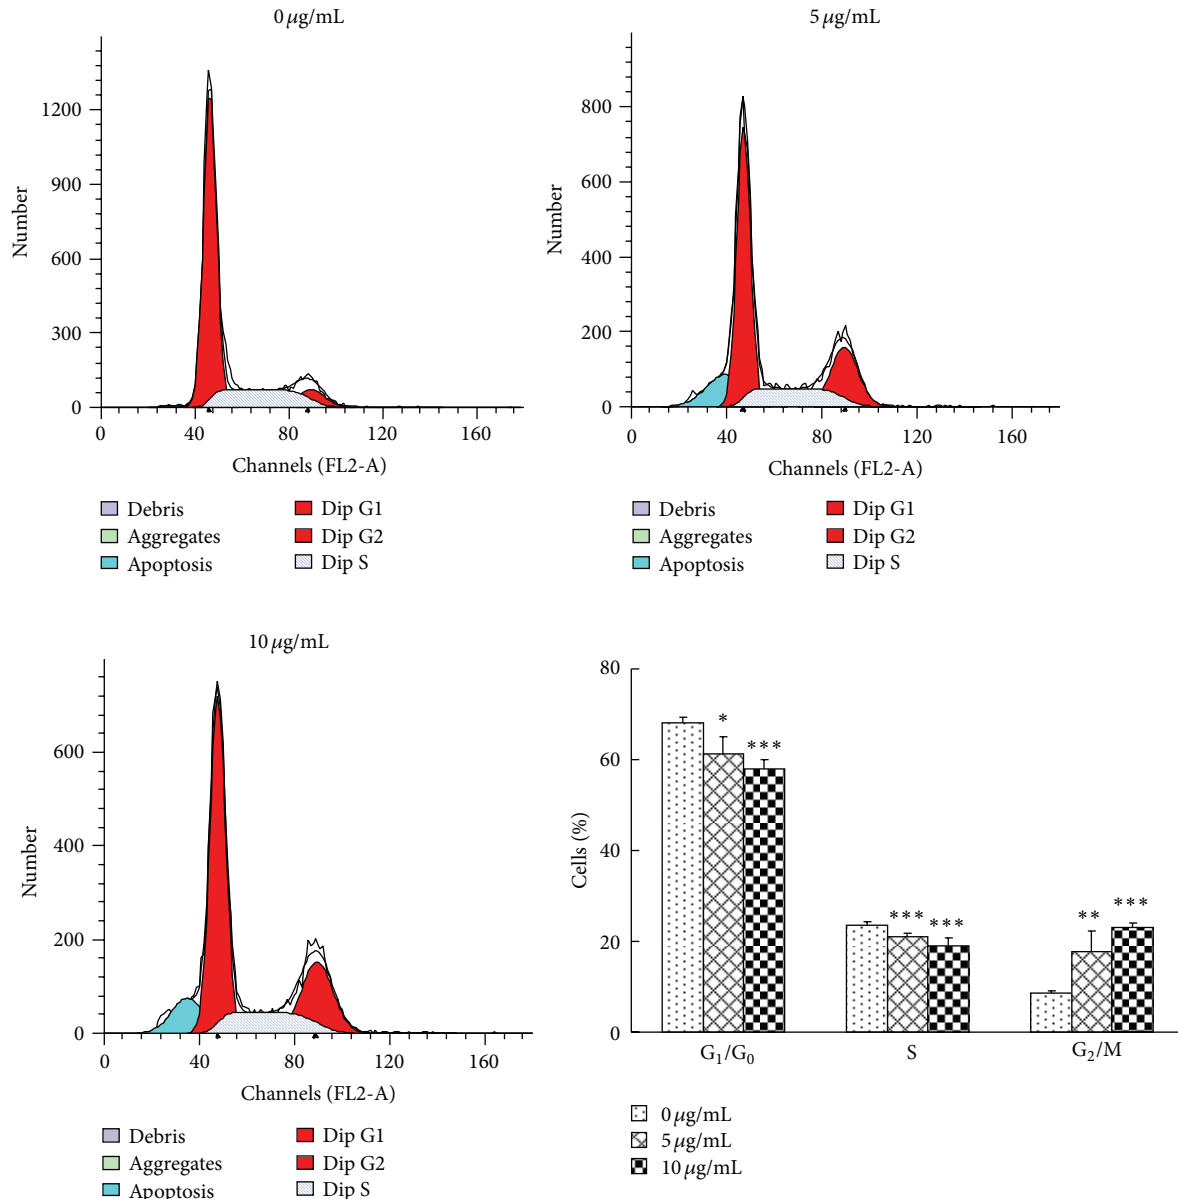 0 μg/mL
1200
900
600
300
0
Number
0 40 80 120 160
Channels (FL2-A)
Debris
Aggregates
Apoptosis
Dip G1
Dip G2
Dip S
5 μg/mL
800
600
400
200
0
Number
0 40 80 120 160
Channels (FL2-A)
Debris
Aggregates
Apoptosis
Dip G1
Dip G2
Dip S
10 μg/mL
600
400
200
0
Number
0 40 80 120 160
Channels (FL2-A)
Debris
Aggregates
Apoptosis
Dip G1
Dip G2
Dip S
80
60
40
20
0
Cells (%)
* ***
*** ***
** ***
G₁/G₀ S G₂/M
0 μg/mL
5 μg/mL
10 μg/mL